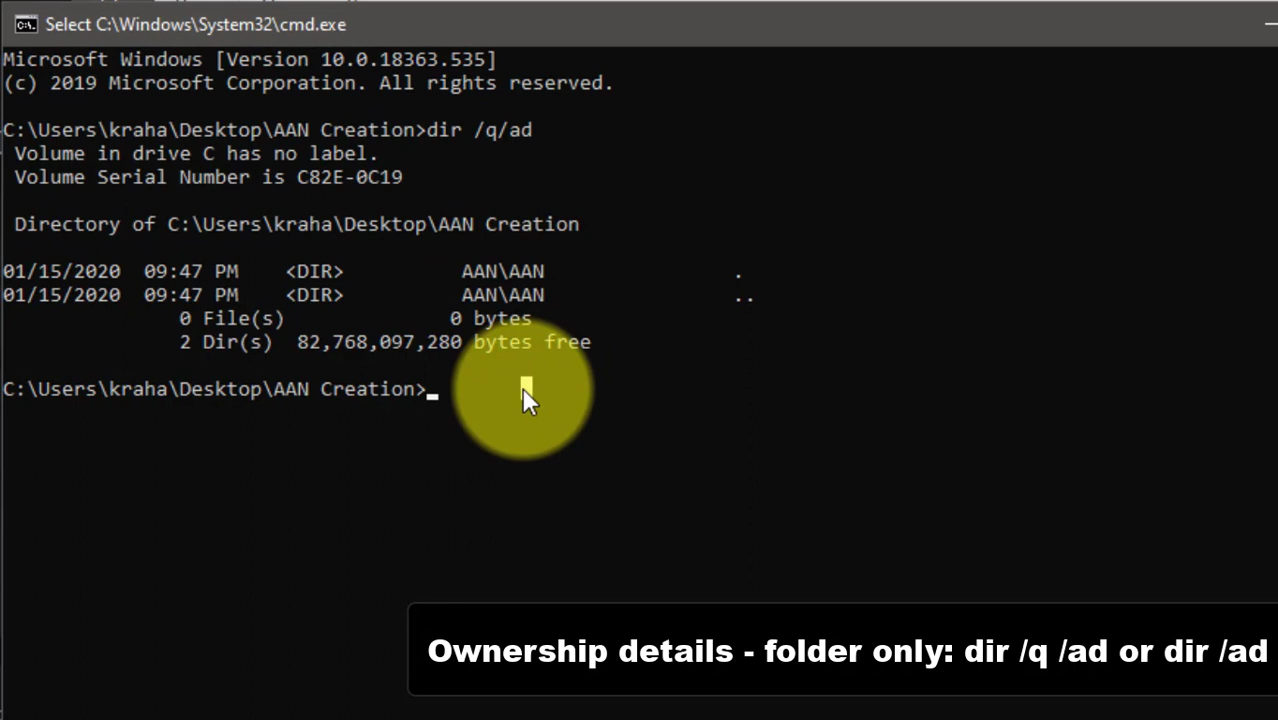 Select C:\Windows\System32\cmd.exe
Microsoft Windows [Version 10.0.18363.535]
(c) 2019 Microsoft Corporation. All rights reserved.
C:\Users\kraha\Desktop\AAN Creation>dir /q/ad
Volume in drive C has no label.
Volume Serial Number is C82E-0C19
Directory of C:\Users\kraha\Desktop\AAN Creation
01/15/2020  09:47 PM    <DIR>          AAN\AAN                .
01/15/2020  09:47 PM    <DIR>          AAN\AAN                ..
0 File(s)              0 bytes
2 Dir(s)  82,768,097,280 bytes free
C:\Users\kraha\Desktop\AAN Creation>
Ownership details - folder only: dir /q /ad or dir /ad